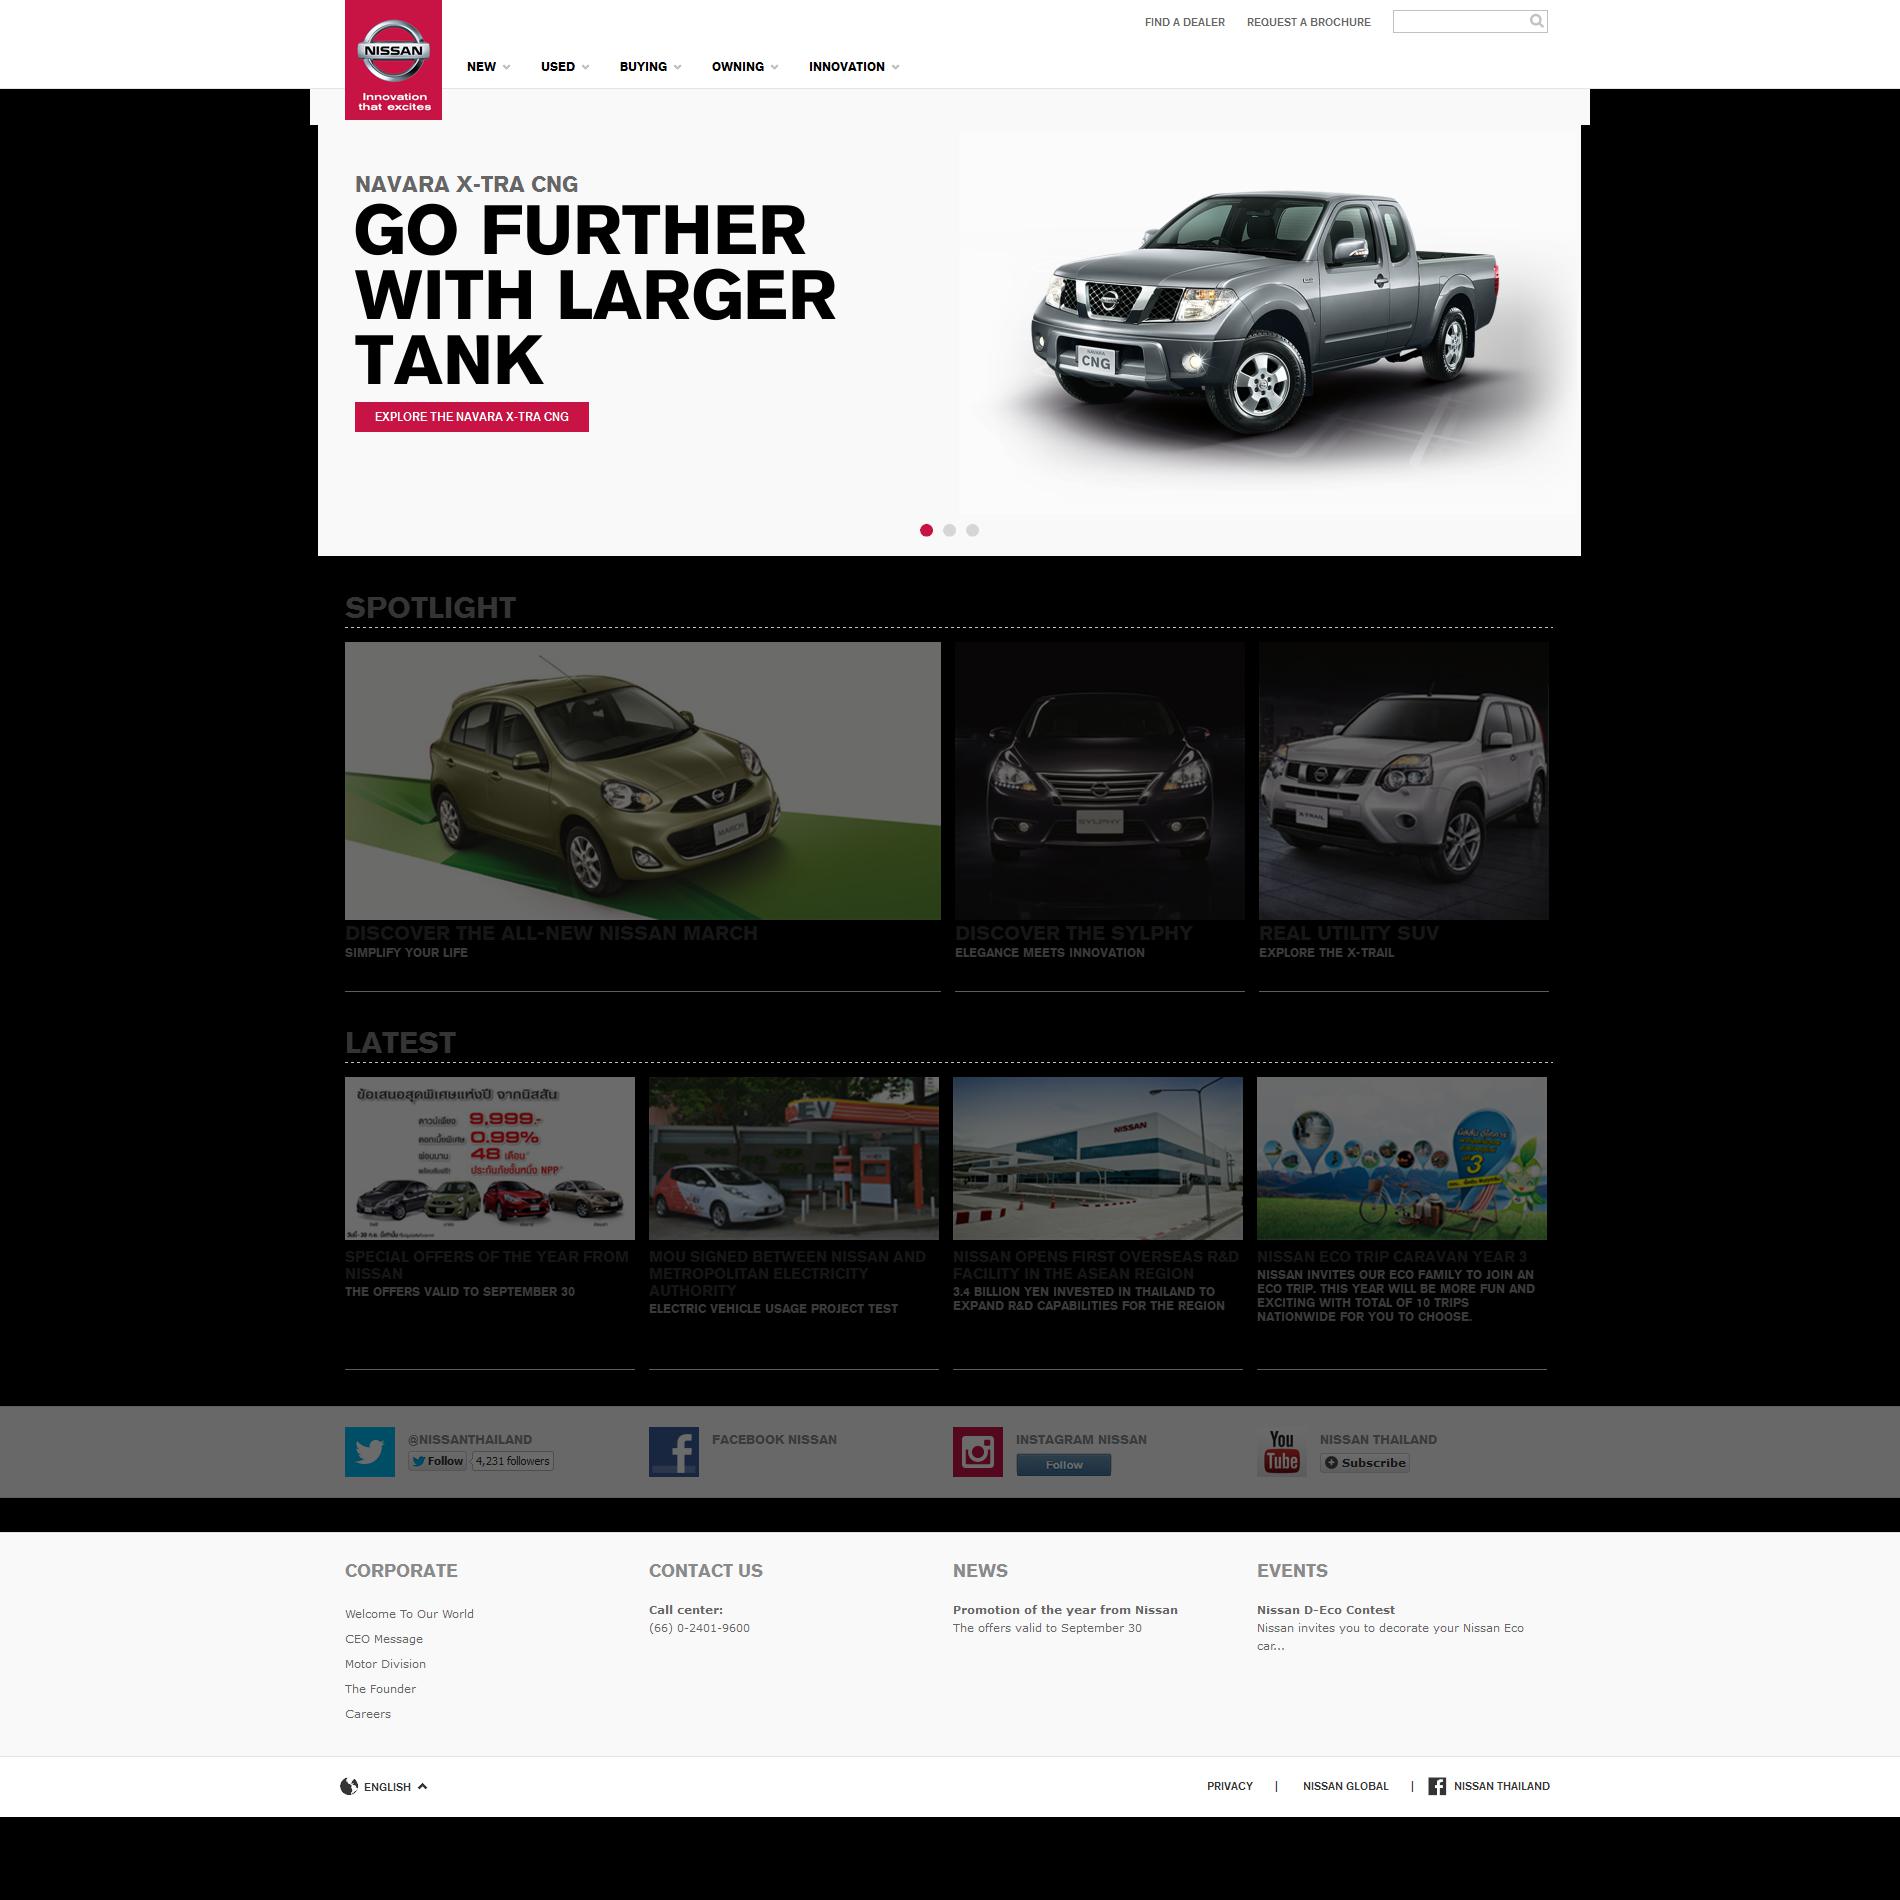 FIND A DEALER
REQUEST A BROCHURE
NISSAN
Innovation
that excites
NEW
USED
BUYING
OWNING
INNOVATION
NAVARA X-TRA CNG
GO FURTHER
WITH LARGER
TANK
EXPLORE THE NAVARA X-TRA CNG
NAVARA
CNG
SPOTLIGHT
MARCH
SYLPHY
X-TRAIL
DISCOVER THE ALL-NEW NISSAN MARCH
SIMPLIFY YOUR LIFE
DISCOVER THE SYLPHY
ELEGANCE MEETS INNOVATION
REAL UTILITY SUV
EXPLORE THE X-TRAIL
LATEST
ข้อเสนอสุดพิเศษแห่งปี จากนิสสัน
ดาวน์เพียง 9,999.-
ดอกเบี้ยพิเศษ 0.99%
ผ่อนนาน 48 เดือน
พร้อมรับฟรี! ประกันภัยชั้นหนึ่ง NPP
EV
NISSAN
3
SPECIAL OFFERS OF THE YEAR FROM
NISSAN
THE OFFERS VALID TO SEPTEMBER 30
MOU SIGNED BETWEEN NISSAN AND
METROPOLITAN ELECTRICITY
AUTHORITY
ELECTRIC VEHICLE USAGE PROJECT TEST
NISSAN OPENS FIRST OVERSEAS R&D
FACILITY IN THE ASEAN REGION
3.4 BILLION YEN INVESTED IN THAILAND TO
EXPAND R&D CAPABILITIES FOR THE REGION
NISSAN ECO TRIP CARAVAN YEAR 3
NISSAN INVITES OUR ECO FAMILY TO JOIN AN
ECO TRIP. THIS YEAR WILL BE MORE FUN AND
EXCITING WITH TOTAL OF 10 TRIPS
NATIONWIDE FOR YOU TO CHOOSE.
@NISSANTHAILAND
Follow 4,231 followers
FACEBOOK NISSAN
INSTAGRAM NISSAN
Follow
You
Tube
NISSAN THAILAND
Subscribe
CORPORATE
Welcome To Our World
CEO Message
Motor Division
The Founder
Careers
CONTACT US
Call center:
(66) 0-2401-9600
NEWS
Promotion of the year from Nissan
The offers valid to September 30
EVENTS
Nissan D-Eco Contest
Nissan invites you to decorate your Nissan Eco
car...
ENGLISH
PRIVACY | NISSAN GLOBAL | NISSAN THAILAND